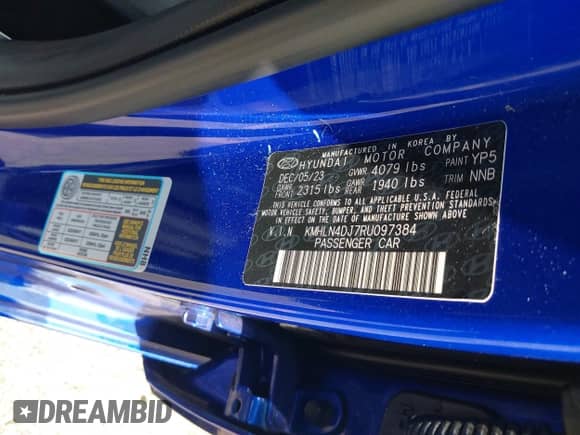 MANUFACTURED IN KOREA BY
HYUNDAI MOTOR COMPANY
DEC/05/23 GVWR 4079 lbs PAINT YP5
GAWR FRONT 2315 lbs GAWR REAR 1940 lbs TRIM NNB
THIS VEHICLE CONFORMS TO ALL APPLICABLE U.S.A. FEDERAL
MOTOR VEHICLE SAFETY, BUMPER, AND THEFT PREVENTION STANDARDS
IN EFFECT ON THE DATE OF MANUFACTURE SHOWN ABOVE.
V.I.N KMHLN4DJ7RU097384
PASSENGER CAR
NHB
DREAMBID